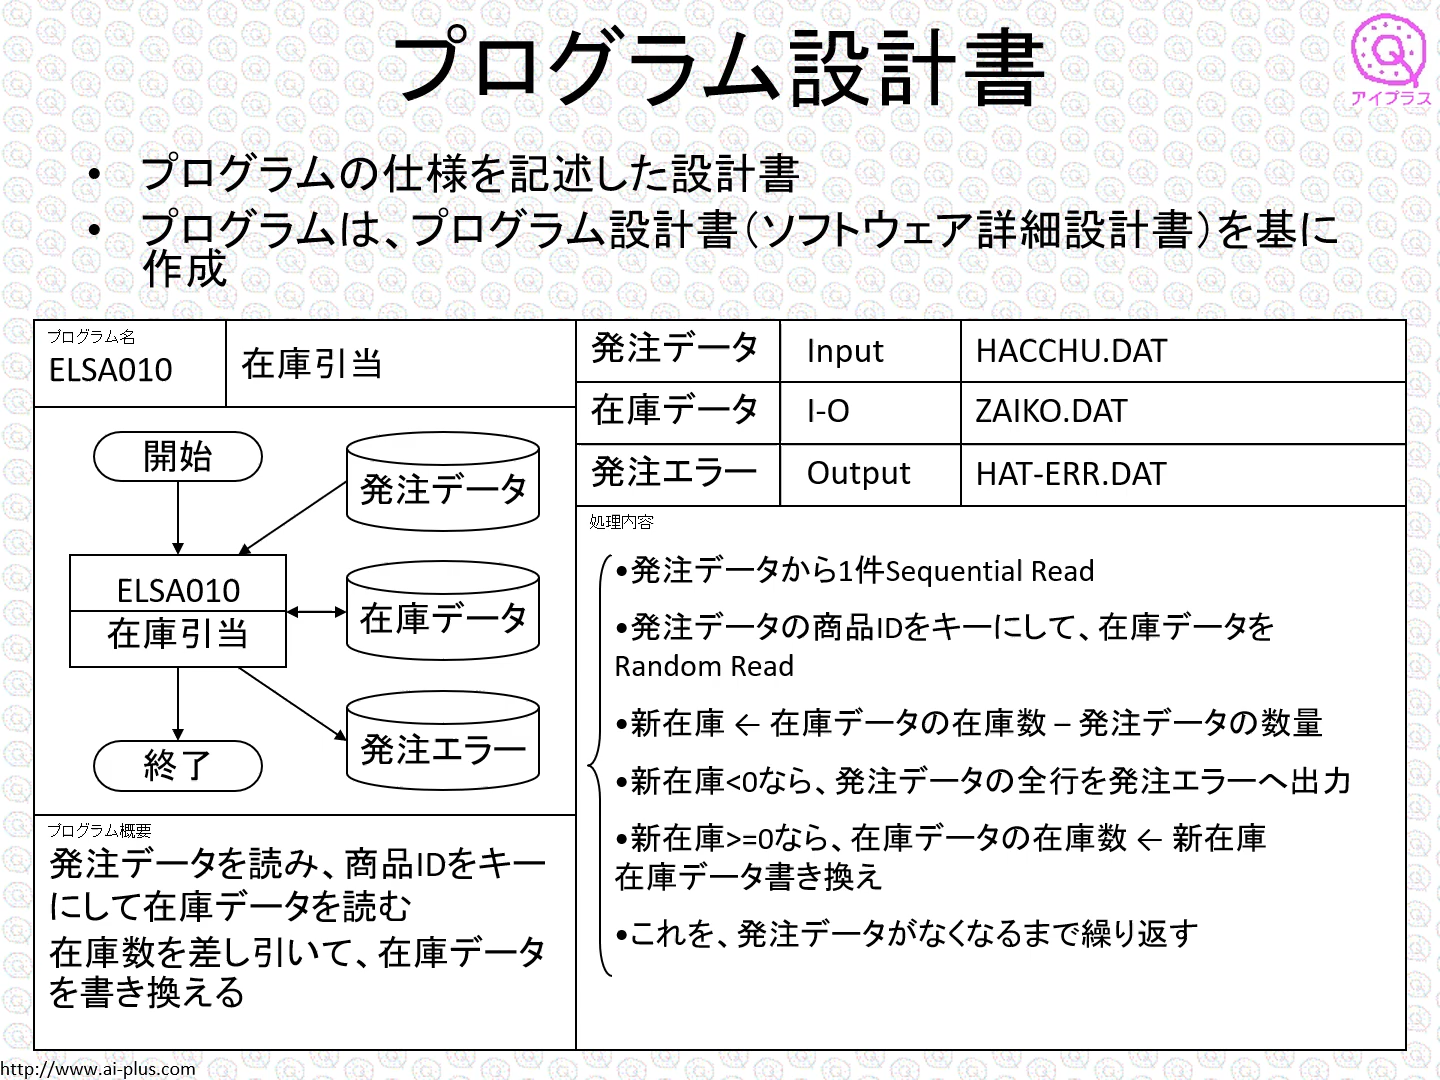 プログラム設計書
アイプラス
• プログラムの仕様を記述した設計書
• プログラムは、プログラム設計書（ソフトウェア詳細設計書）を基に
作成
プログラム名
ELSA010
在庫引当
開始
発注データ
ELSA010
在庫引当
在庫データ
終了
発注エラー
プログラム概要
発注データを読み、商品IDをキー
にして在庫データを読む
在庫数を差し引いて、在庫データ
を書き換える
発注データ Input HACCHU.DAT
在庫データ I-O ZAIKO.DAT
発注エラー Output HAT-ERR.DAT
処理内容
•発注データから1件Sequential Read
•発注データの商品IDをキーにして、在庫データを
Random Read
•新在庫 ← 在庫データの在庫数 – 発注データの数量
•新在庫<0なら、発注データの全行を発注エラーへ出力
•新在庫>=0なら、在庫データの在庫数 ← 新在庫
在庫データ書き換え
•これを、発注データがなくなるまで繰り返す
http://www.ai-plus.com